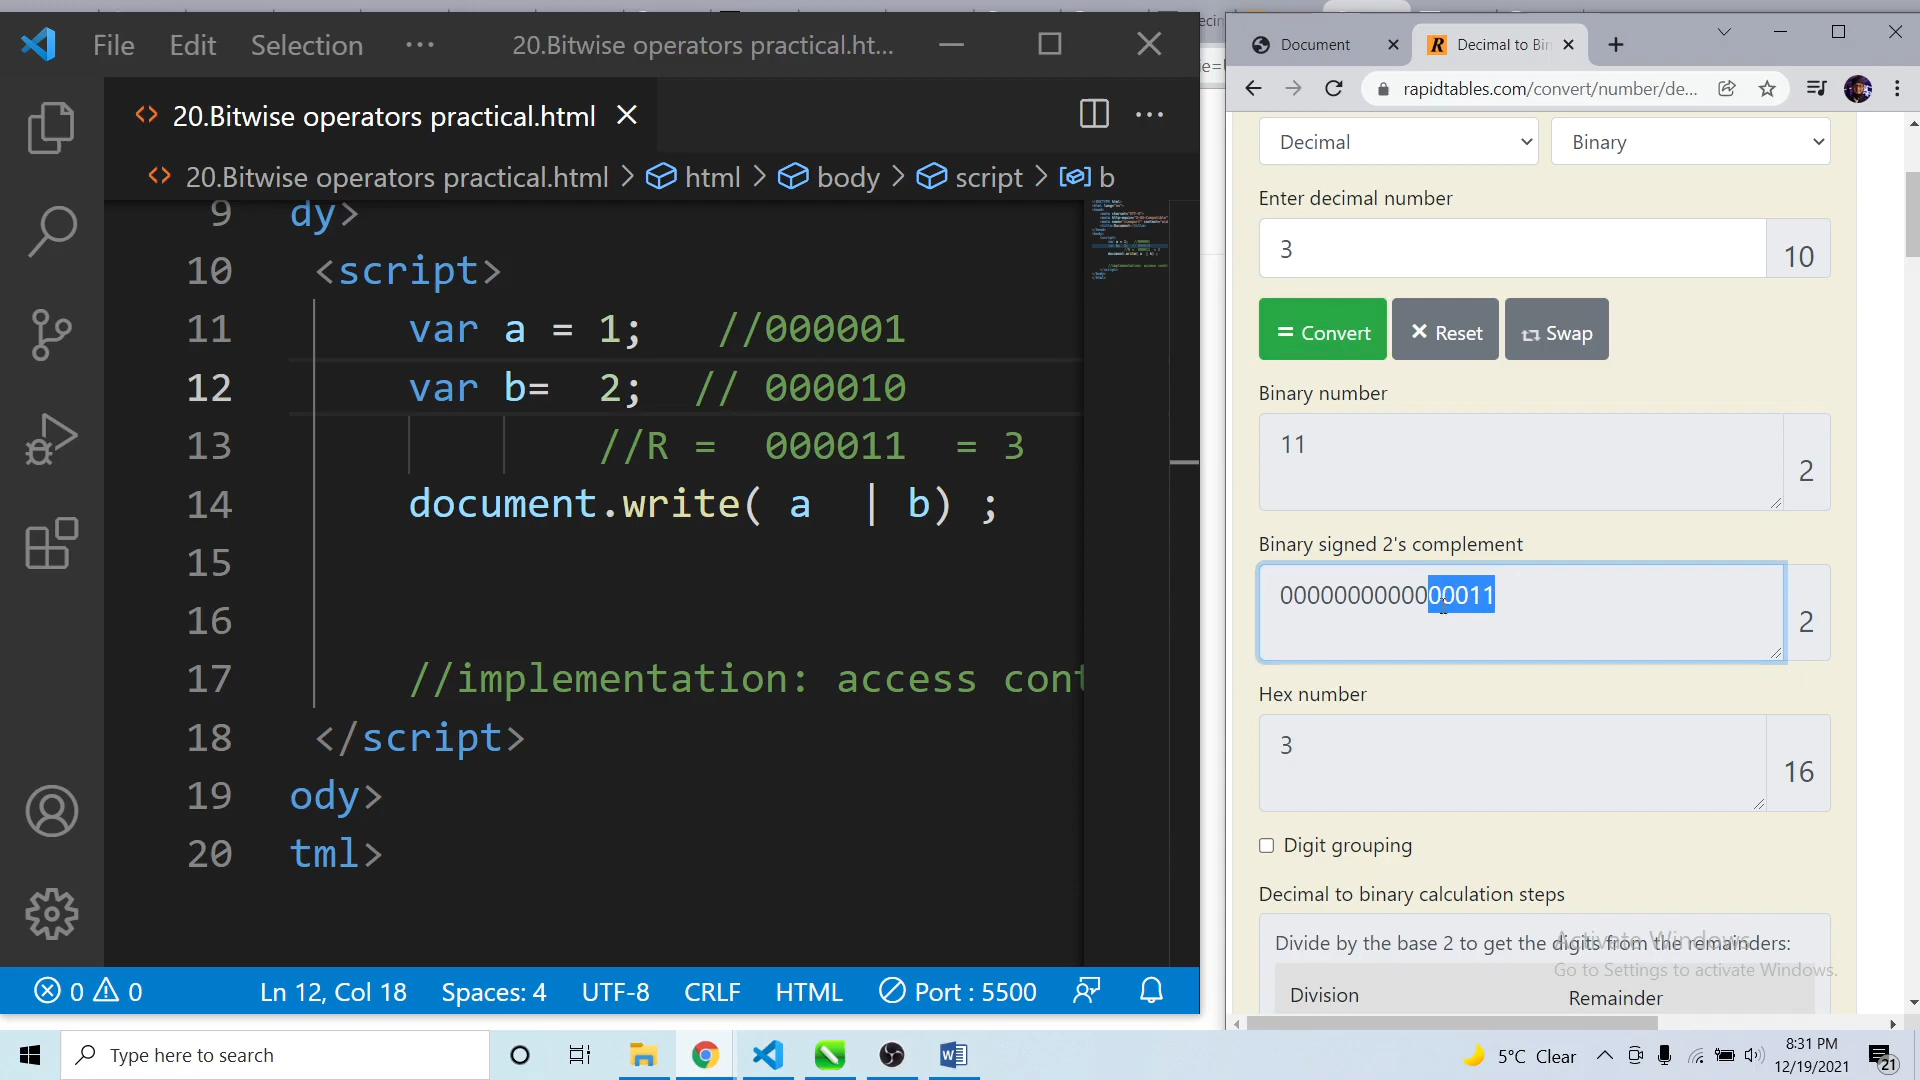 File Edit Selection ··· 20.Bitwise operators practical.ht...
20.Bitwise operators practical.html
20.Bitwise operators practical.html > html > body > script > b
9 dy>
10 <script>
11 var a = 1; //000001
12 var b= 2; // 000010
13 //R = 000011 = 3
14 document.write( a | b) ;
15
16
17 //implementation: access cont
18 </script>
19 ody>
20 tml>
0 0 Ln 12, Col 18 Spaces: 4 UTF-8 CRLF HTML Port : 5500
Document
Decimal to Bin
rapidtables.com/convert/number/de...
Decimal
Binary
Enter decimal number
3
10
= Convert
Reset
Swap
Binary number
11
2
Binary signed 2's complement
0000000000000011
2
Hex number
3
16
Digit grouping
Decimal to binary calculation steps
Divide by the base 2 to get the digits from the remainders:
Division
Remainder
Activate Windows
Go to Settings to activate Windows.
Type here to search
5°C Clear
8:31 PM
12/19/2021
21